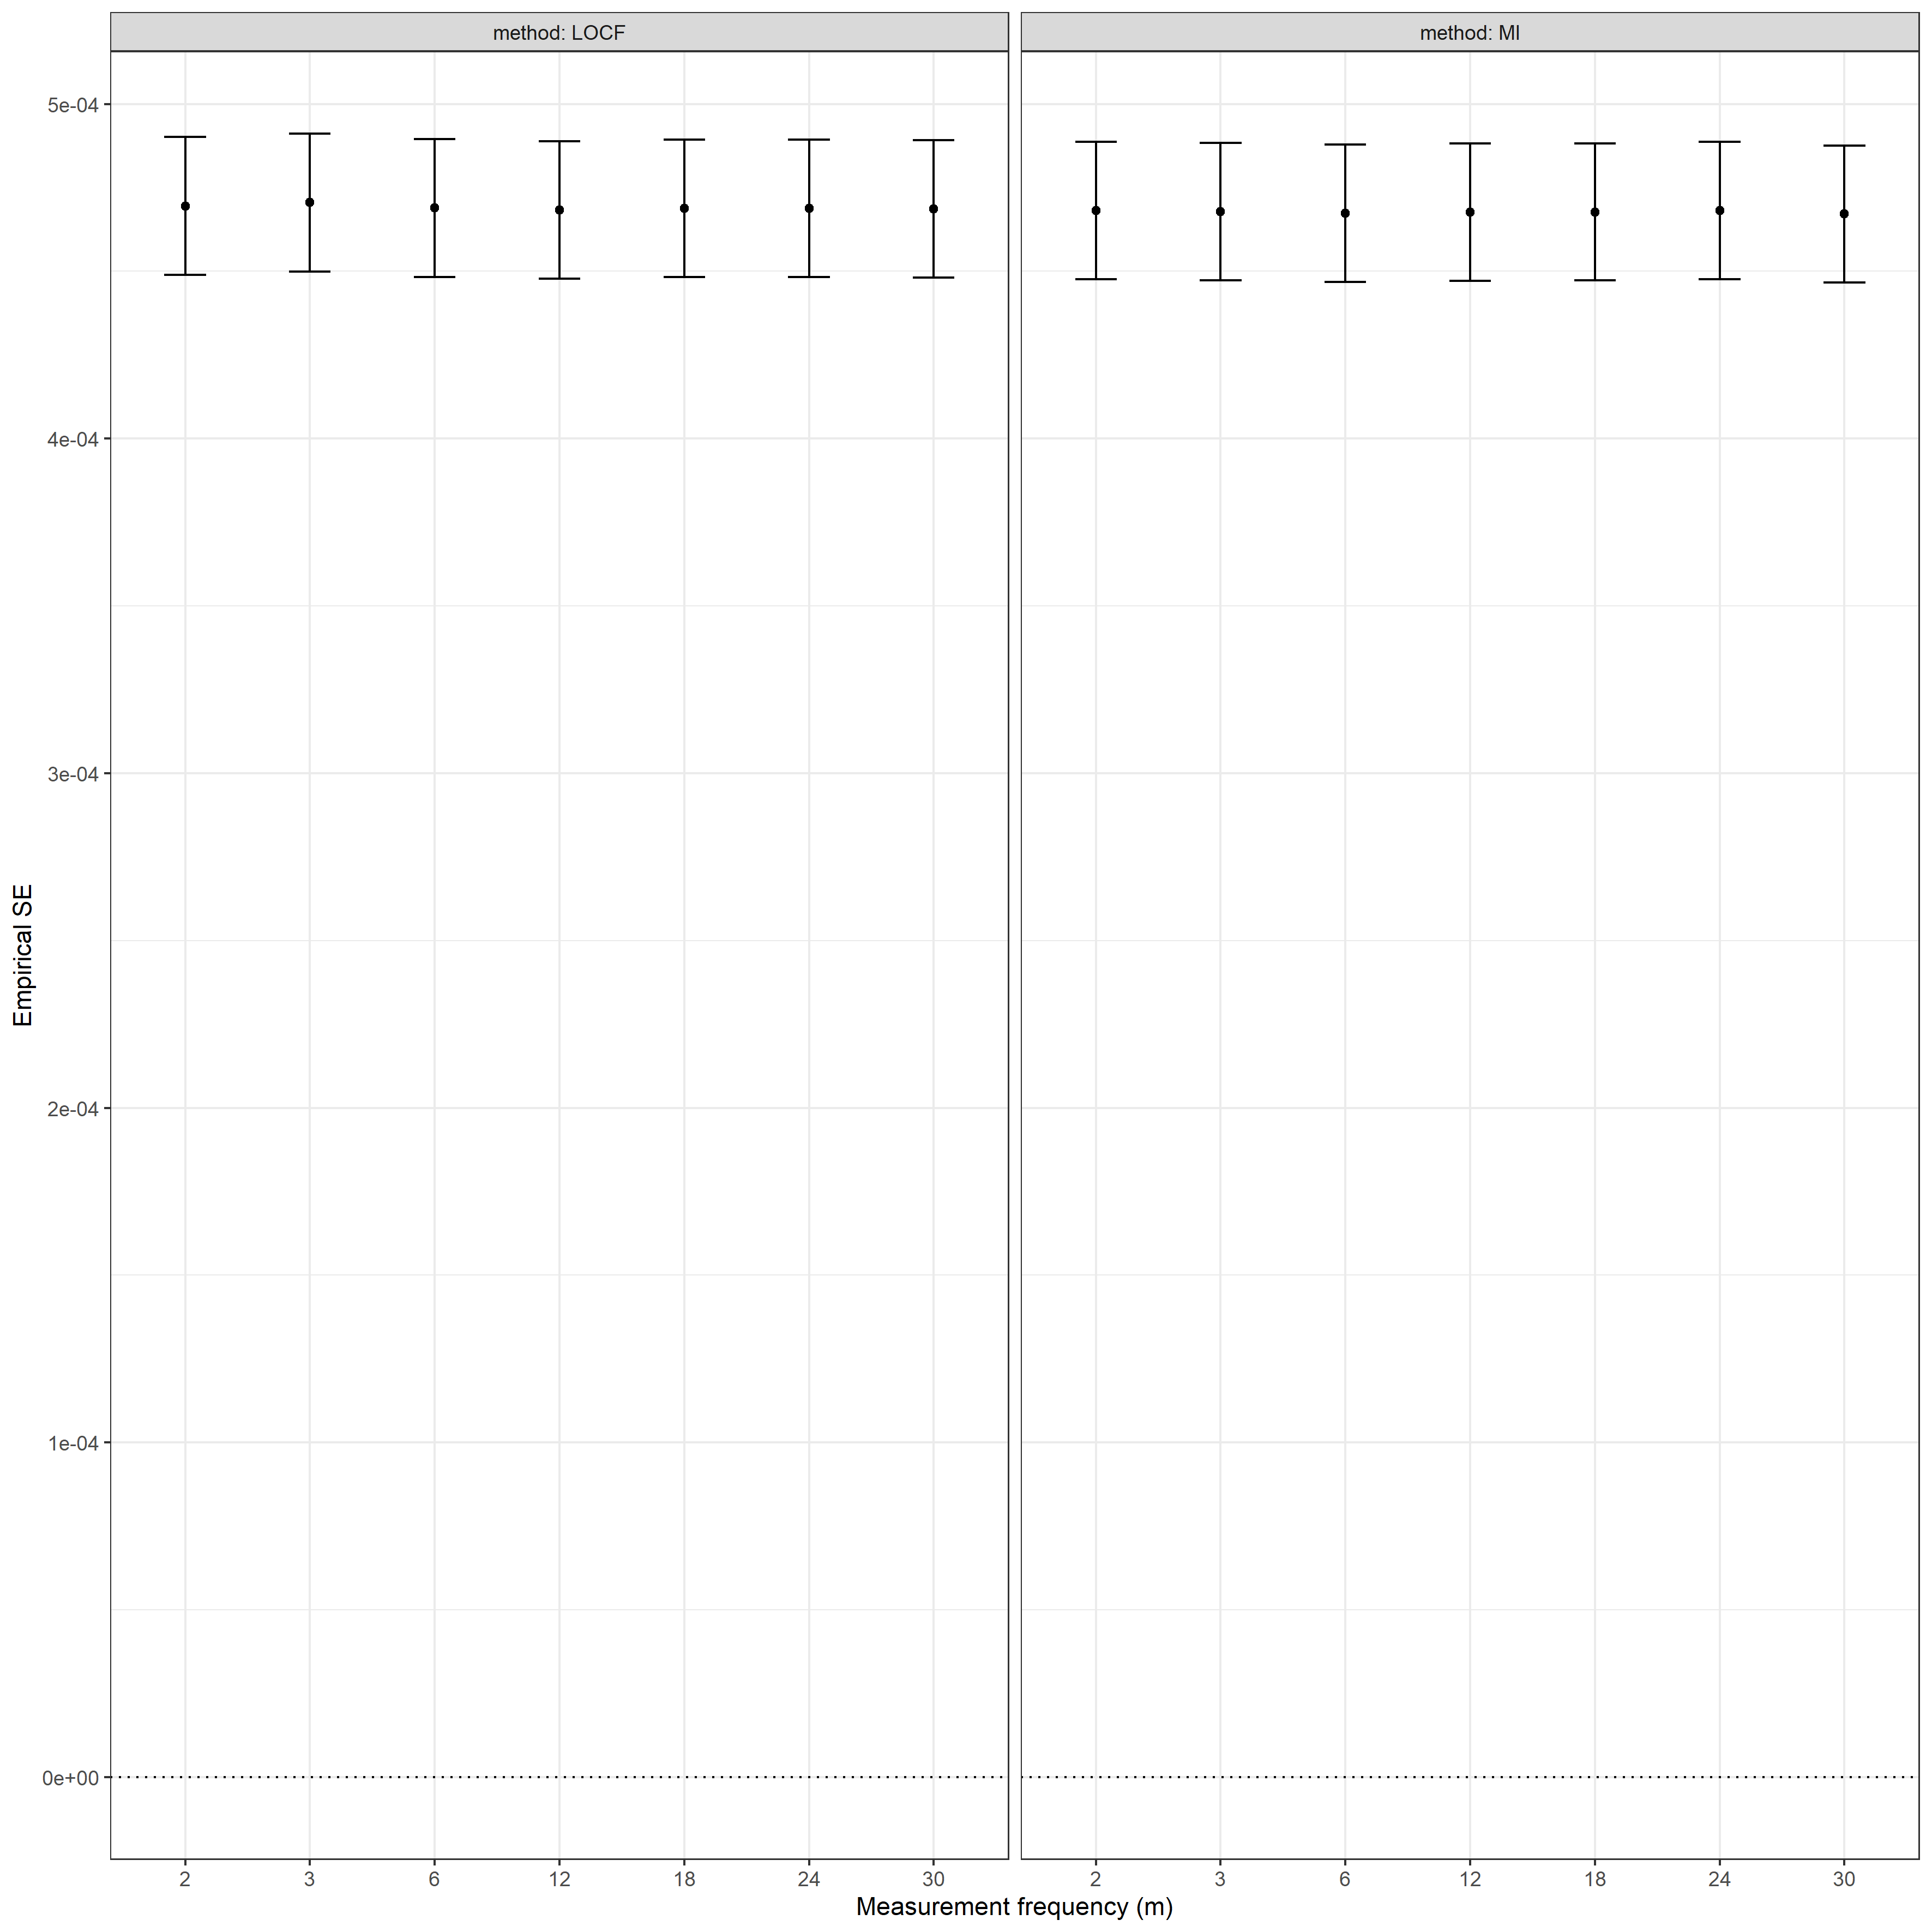 method: LOCF
method: MI
5e-04
4e-04
3e-04
2e-04
1e-04
0e+00
Empirical SE
2 3 6 12 18 24 30
2 3 6 12 18 24 30
Measurement frequency (m)